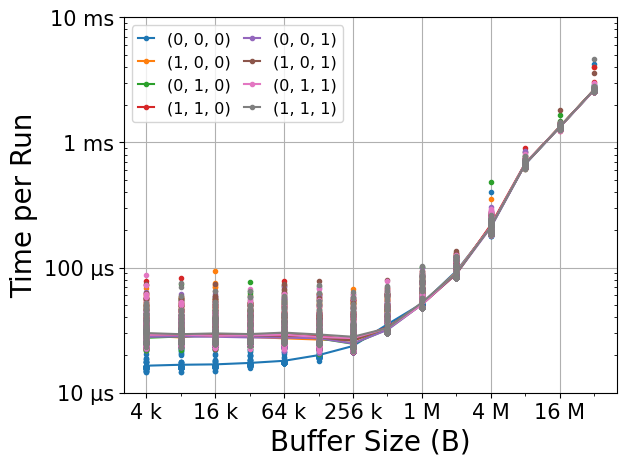 10 ms
(0, 0, 0) (0, 0, 1)
(1, 0, 0) (1, 0, 1)
(0, 1, 0) (0, 1, 1)
(1, 1, 0) (1, 1, 1)
1 ms
Time per Run
100 µs
10 µs
4 k 16 k 64 k 256 k 1 M 4 M 16 M
Buffer Size (B)